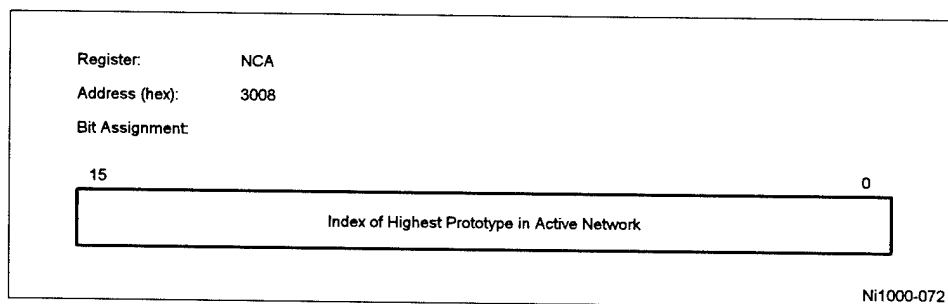 Register: NCA
Address (hex): 3008
Bit Assignment:
15 0
Index of Highest Prototype in Active Network
Ni1000-072